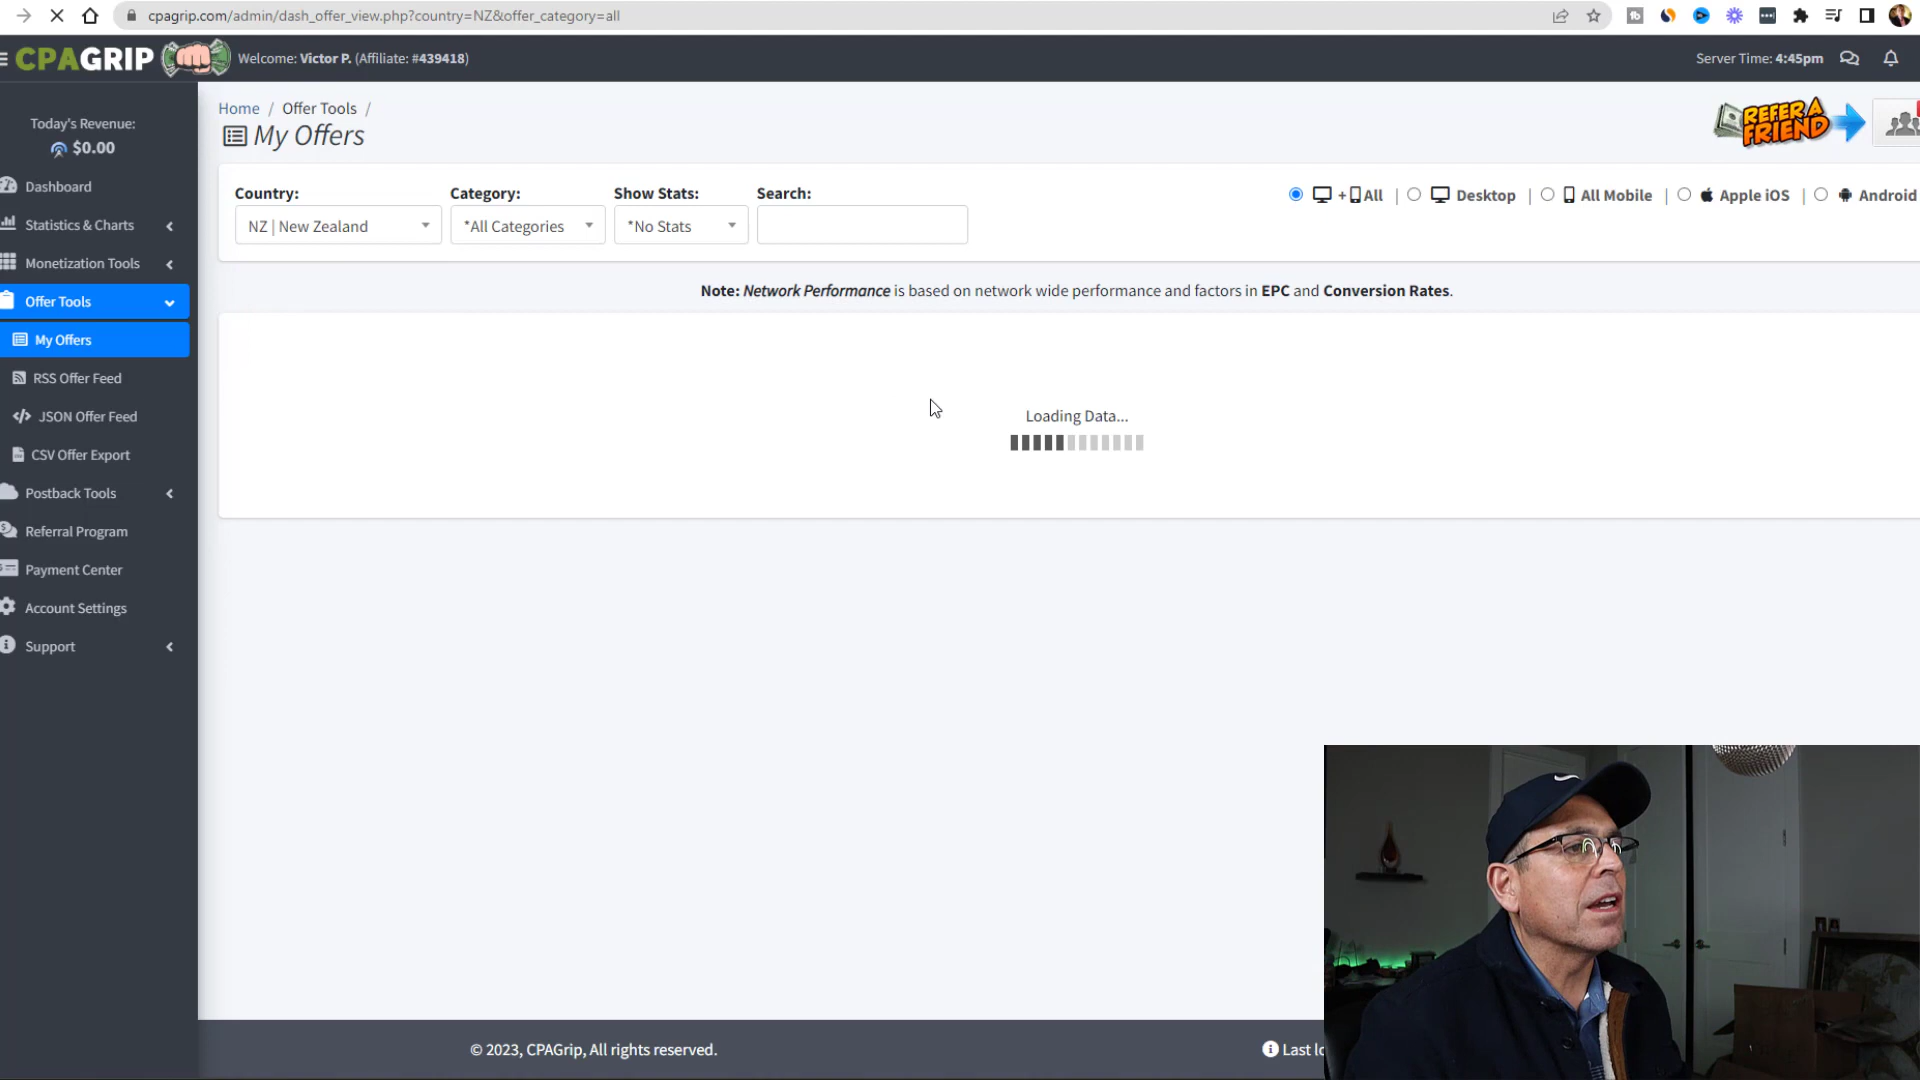 cpagrip.com/admin/dash_offer_view.php?country=NZ&offer_category=all
CPAGRIP
Welcome: Victor P. (Affiliate: #439418)
Server Time: 4:45pm
Today's Revenue:
$0.00
Dashboard
Statistics & Charts
Monetization Tools
Offer Tools
My Offers
RSS Offer Feed
JSON Offer Feed
CSV Offer Export
Postback Tools
Referral Program
Payment Center
Account Settings
Support
Home / Offer Tools /
My Offers
REFER A
FRIEND
Country: Category: Show Stats: Search:
NZ | New Zealand *All Categories *No Stats
+ All | Desktop | All Mobile | Apple iOS | Android
Note: Network Performance is based on network wide performance and factors in EPC and Conversion Rates.
Loading Data...
© 2023, CPAGrip, All rights reserved.
Last